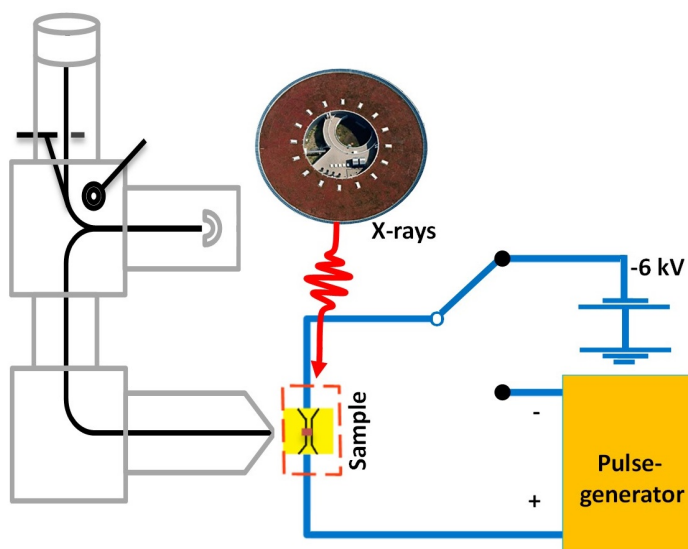 X-rays
-6 kV
Sample
-
+
Pulse-
generator